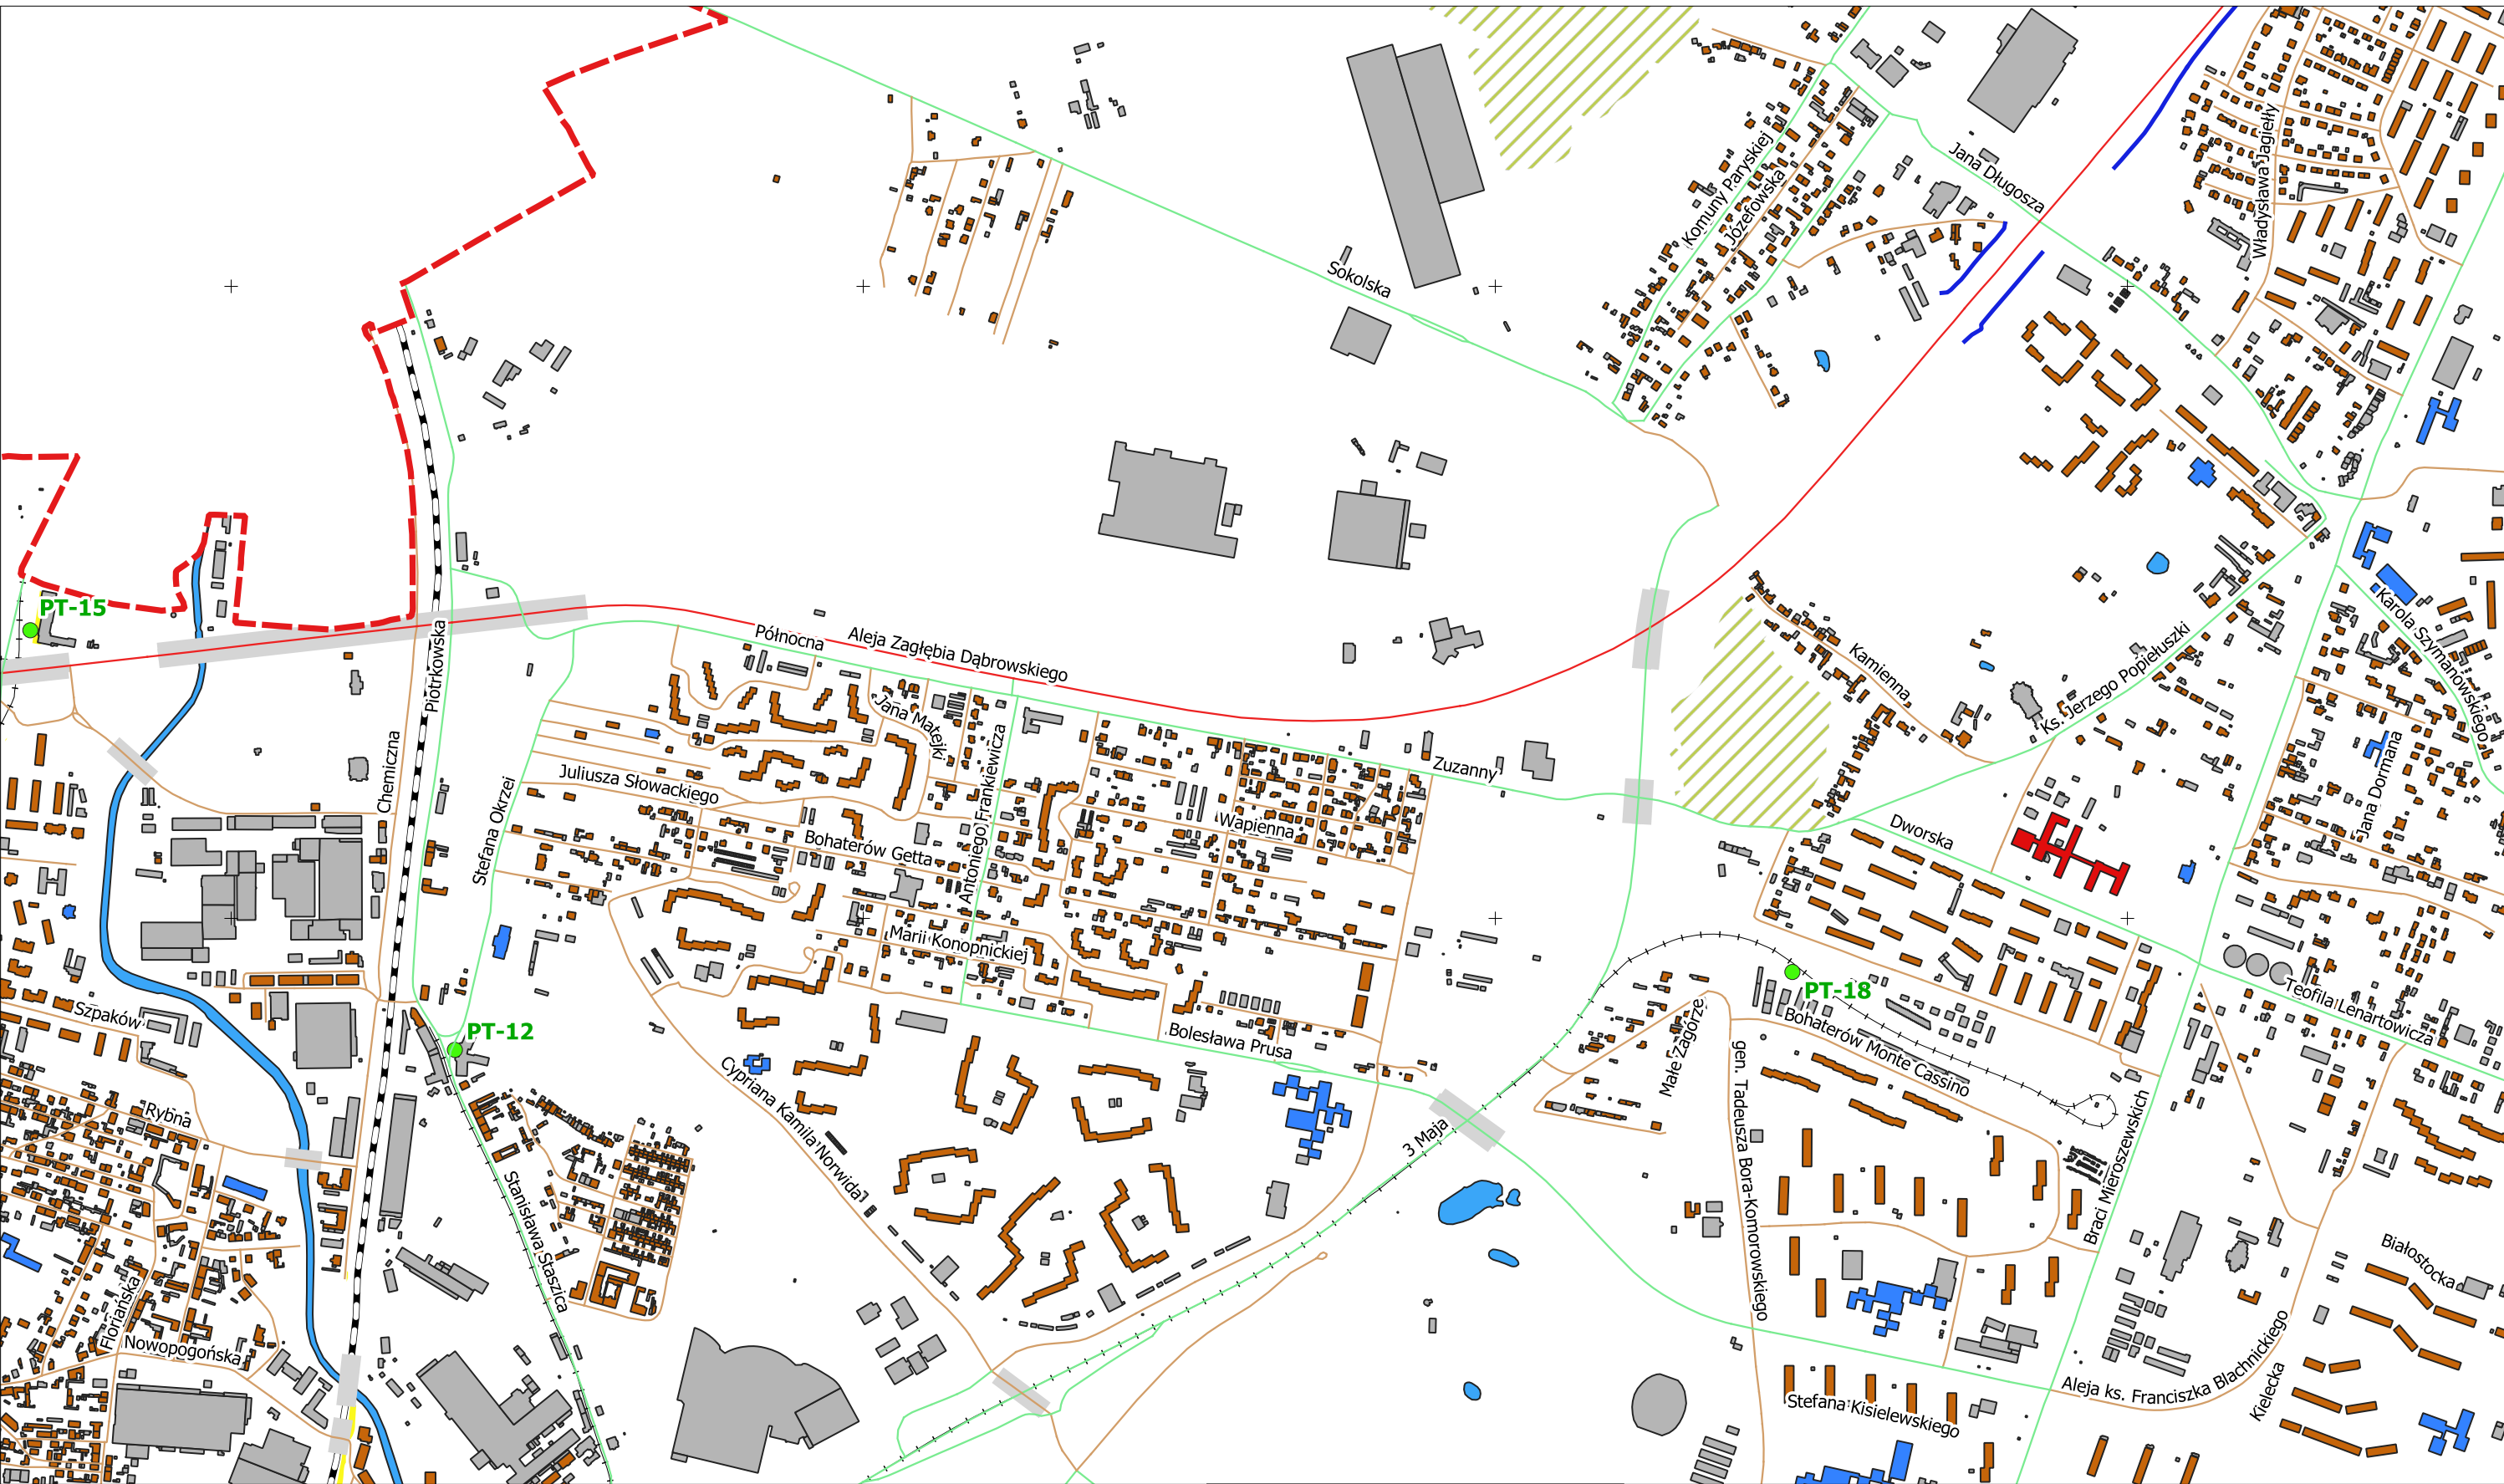 Komuny Paryskiej
Józefowska
Jana Długosza
Władysława Jagiełły
Sokolska
PT-15
Piotrkowska
Północna
Aleja Zagłębia Dąbrowskiego
Kamienna
Ks. Jerzego Popiełuszki
Karola Szymanowskiego
Jana Matejki
Antoniego Frankiewicza
Zuzanny
Chemiczna
Juliusza Słowackiego
Stefana Okrzei
Bohaterów Getta
Wapienna
Dworska
Jana Dormana
Marii Konopnickiej
PT-18
Szpaków
PT-12
Bolesława Prusa
Małe Zagórze
Bohaterów Monte Cassino
Teofila Lenartowicza
Cypriana Kamila Norwida
3 Maja
gen. Tadeusza Bora-Komorowskiego
Braci Mieroszewskich
Rybna
Stanisława Staszica
Floriańska
Nowopogońska
Białostocka
Aleja ks. Franciszka Blachnickiego
Kielecka
Stefana Kisielewskiego